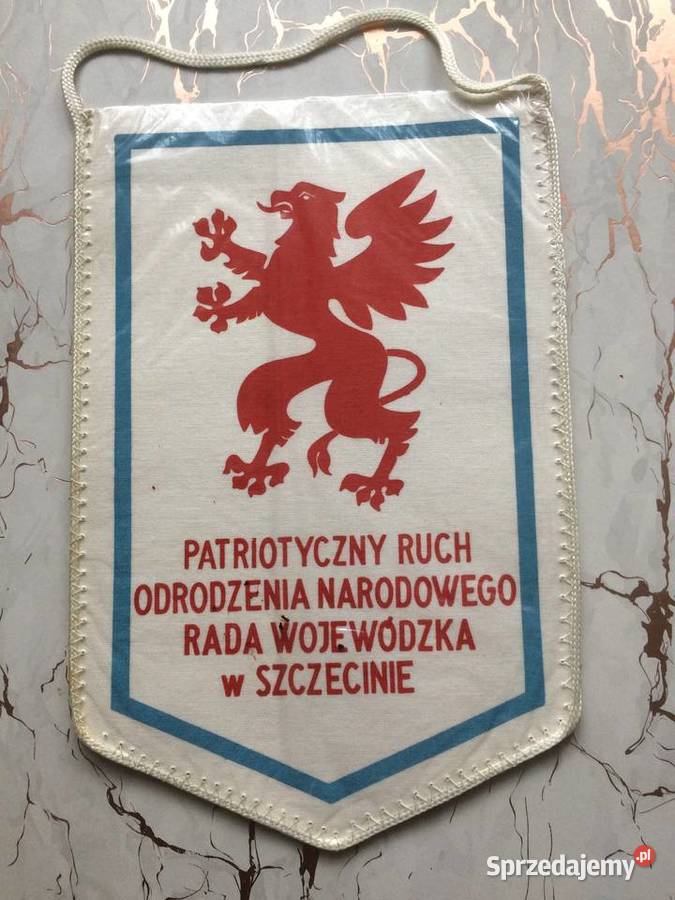 PATRIOTYCZNY RUCH
ODRODZENIA NARODOWEGO
RADA WOJEWÓDZKA
w SZCZECINIE
Sprzedajemy.pl